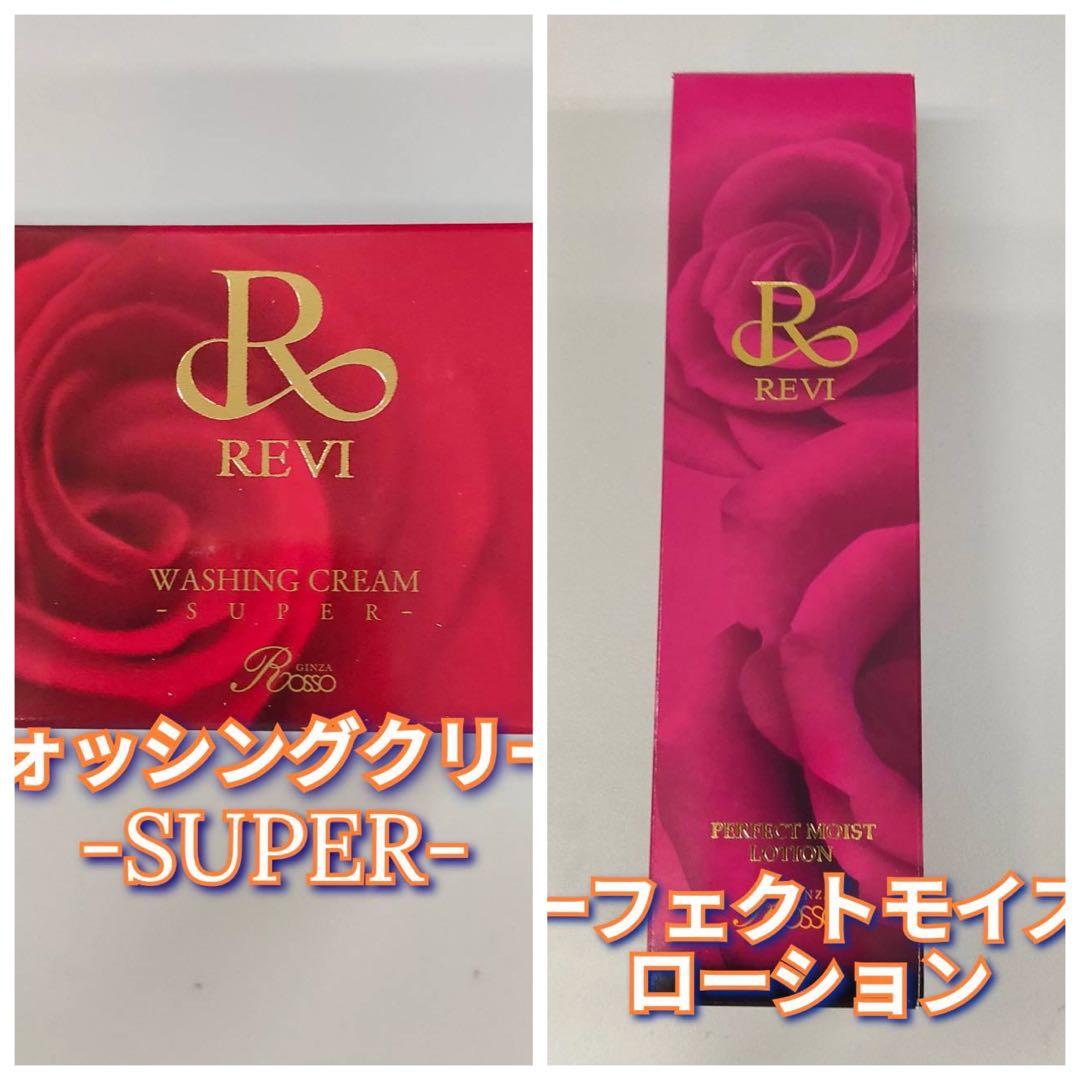 R
REVI
WASHING CREAM
-SUPER-
GINZA
Rosso
ォッシングクリー
-SUPER-
R
REVI
PERFECT MOIST
LOTION
ーフェクトモイス
ローション